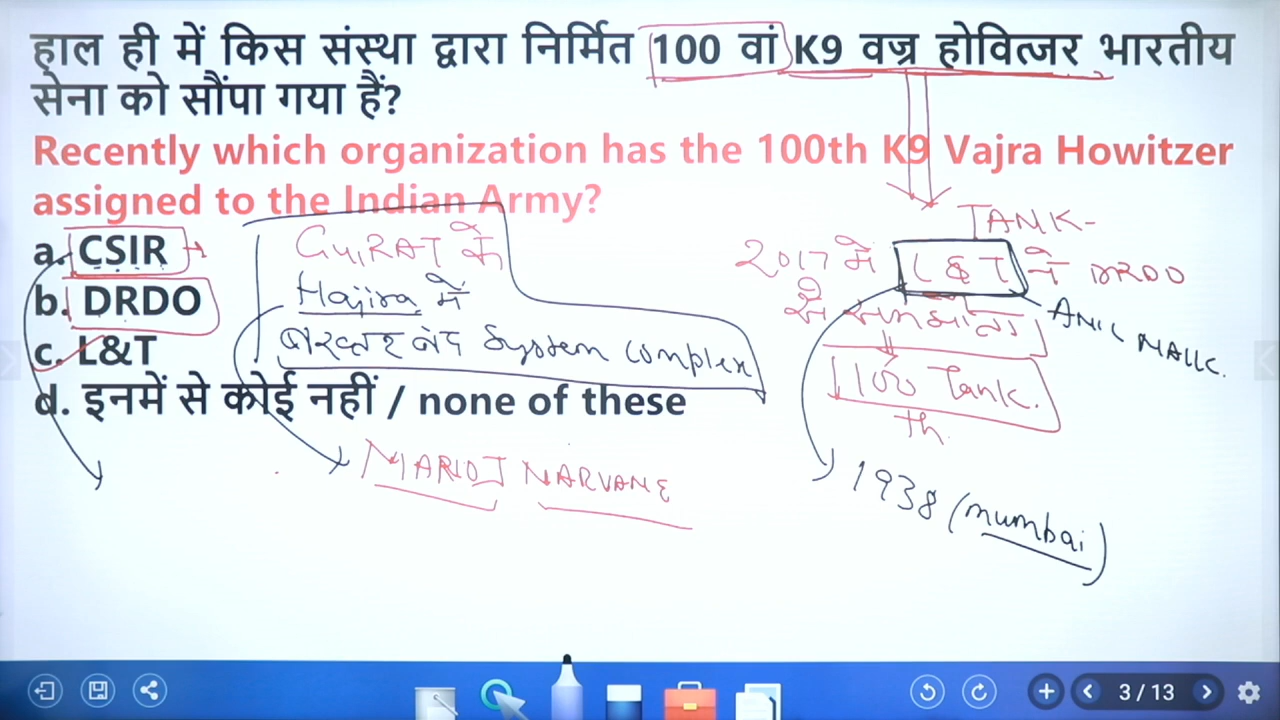 हाल ही में किस संस्था द्वारा निर्मित 100 वां K9 वज्र होवित्जर भारतीय
सेना को सौंपा गया हैं?
Recently which organization has the 100th K9 Vajra Howitzer
assigned to the Indian Army?
a. CSIR
b. DRDO
c. L&T
d. इनमें से कोई नहीं / none of these
GUJRAT के
Hajira में
System complex
MANOJ NARVANE
TANK-
2017 में L&T ने DRDO
से
100 Tank.
th
ANIL
1938 (mumbai)
3 / 13